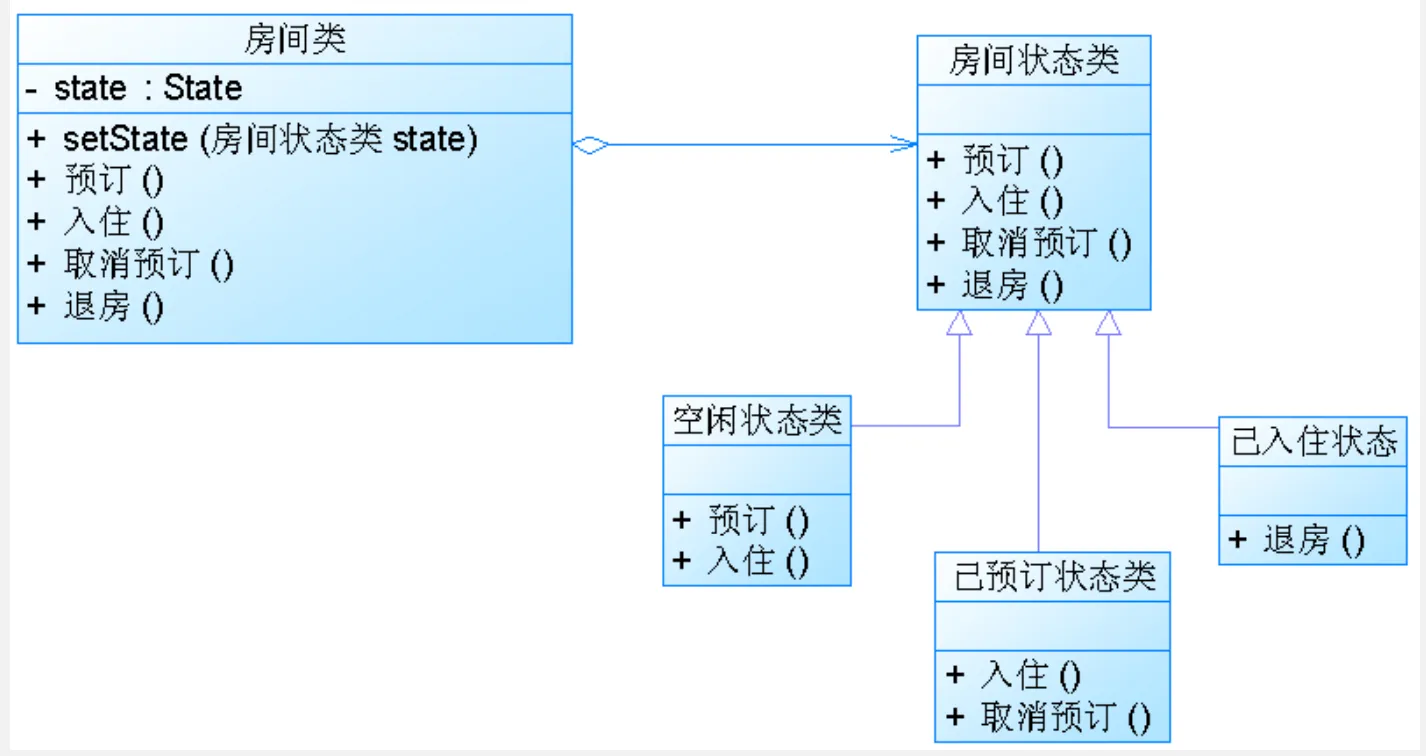 房间类
- state : State
+ setState (房间状态类 state)
+ 预订 ()
+ 入住 ()
+ 取消预订 ()
+ 退房 ()
房间状态类
+ 预订 ()
+ 入住 ()
+ 取消预订 ()
+ 退房 ()
空闲状态类
+ 预订 ()
+ 入住 ()
已预订状态类
+ 入住 ()
+ 取消预订 ()
已入住状态
+ 退房 ()